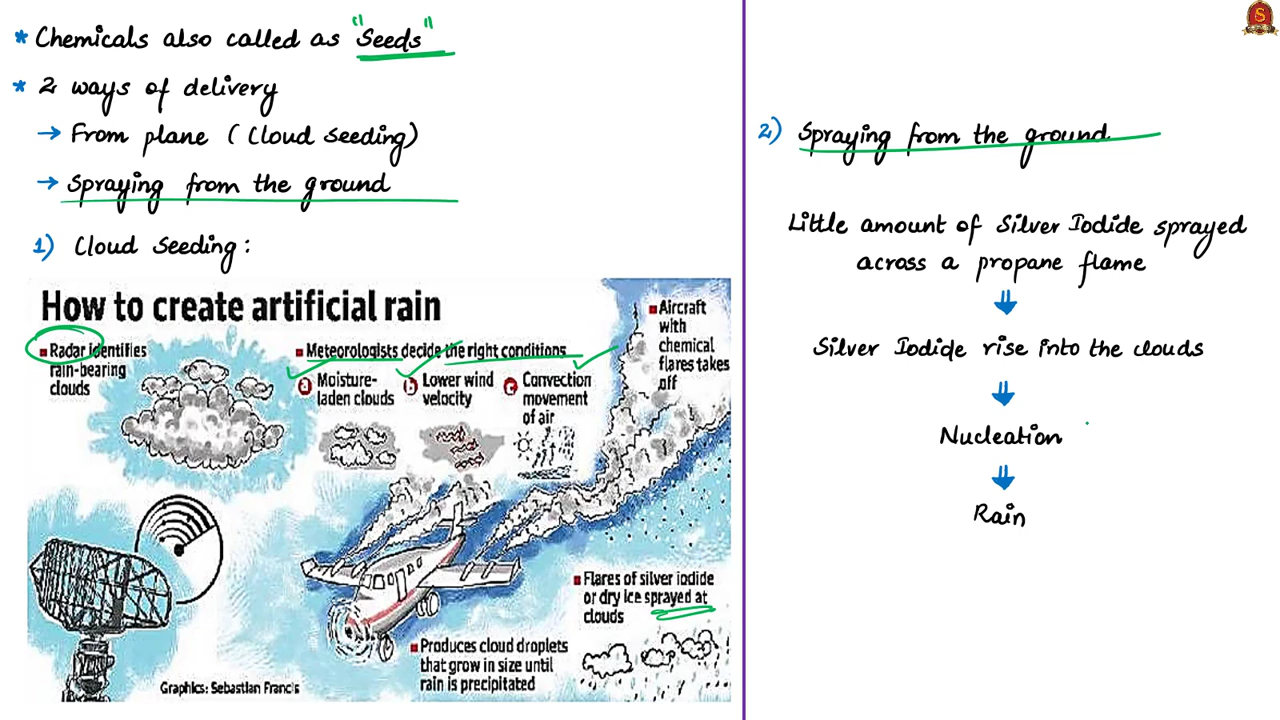 * Chemicals also called as "Seeds"
* 2 ways of delivery
→ From plane (Cloud Seeding)
→ Spraying from the ground
1) Cloud Seeding:
How to create artificial rain
Radar identifies
rain-bearing
clouds
Meteorologists decide the right conditions
a Moisture-
laden clouds
b Lower wind
velocity
c Convection
movement
of air
Aircraft
with
chemical
flares takes
off
Flares of silver iodide
or dry ice sprayed at
clouds
Produces cloud droplets
that grow in size until
rain is precipitated
Graphics: Sebastian Francis
2) Spraying from the ground
Little amount of Silver Iodide sprayed
across a propane flame
Silver Iodide rise into the clouds
Nucleation
Rain